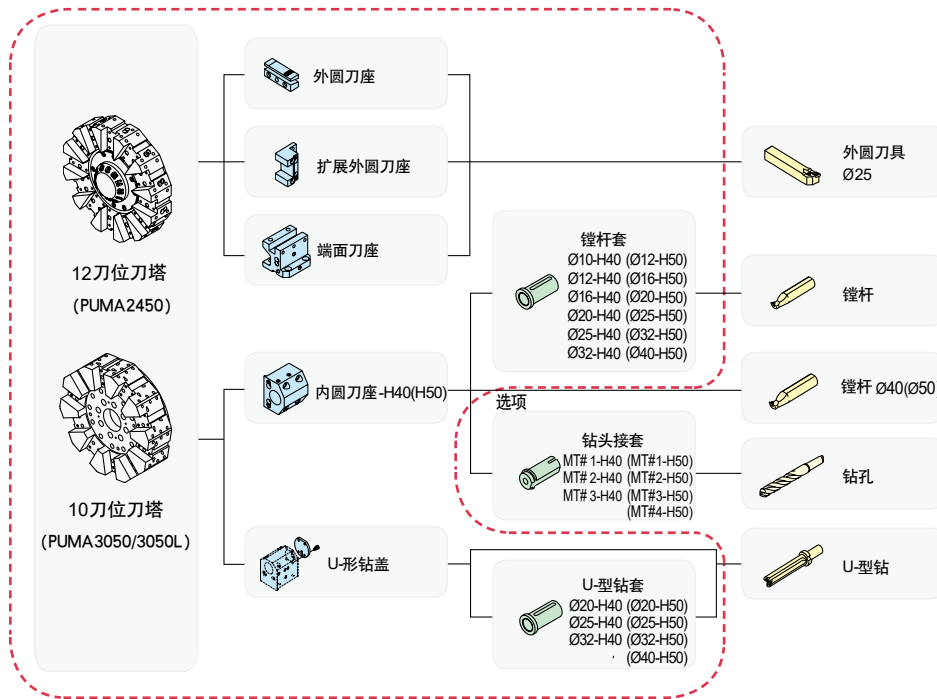 12刀位刀塔
(PUMA2450)
10刀位刀塔
(PUMA3050/3050L)
外圆刀座
扩展外圆刀座
端面刀座
内圆刀座-H40(H50)
U-形钻盖
镗杆套
Ø10-H40 (Ø12-H50)
Ø12-H40 (Ø16-H50)
Ø16-H40 (Ø20-H50)
Ø20-H40 (Ø25-H50)
Ø25-H40 (Ø32-H50)
Ø32-H40 (Ø40-H50)
选项
钻头接套
MT# 1-H40 (MT#1-H50)
MT# 2-H40 (MT#2-H50)
MT# 3-H40 (MT#3-H50)
(MT#4-H50)
U-型钻套
Ø20-H40 (Ø20-H50)
Ø25-H40 (Ø25-H50)
Ø32-H40 (Ø32-H50)
(Ø40-H50)
外圆刀具
Ø25
镗杆
镗杆 Ø40(Ø50
钻孔
U-型钻